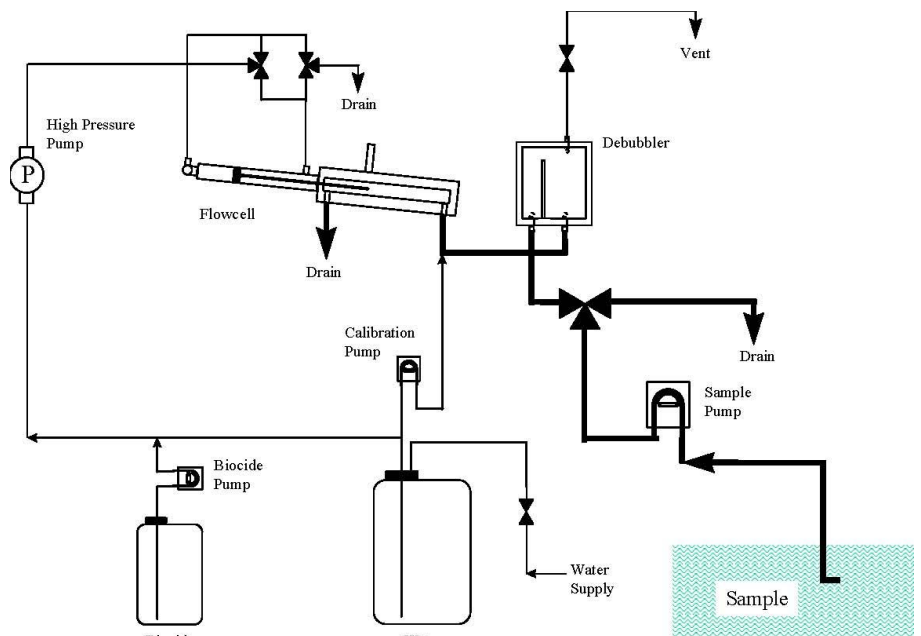 Vent
Drain
High Pressure
Pump
P
Debubbler
Flowcell
Drain
Calibration
Pump
Drain
Sample
Pump
Biocide
Pump
Water
Supply
Sample